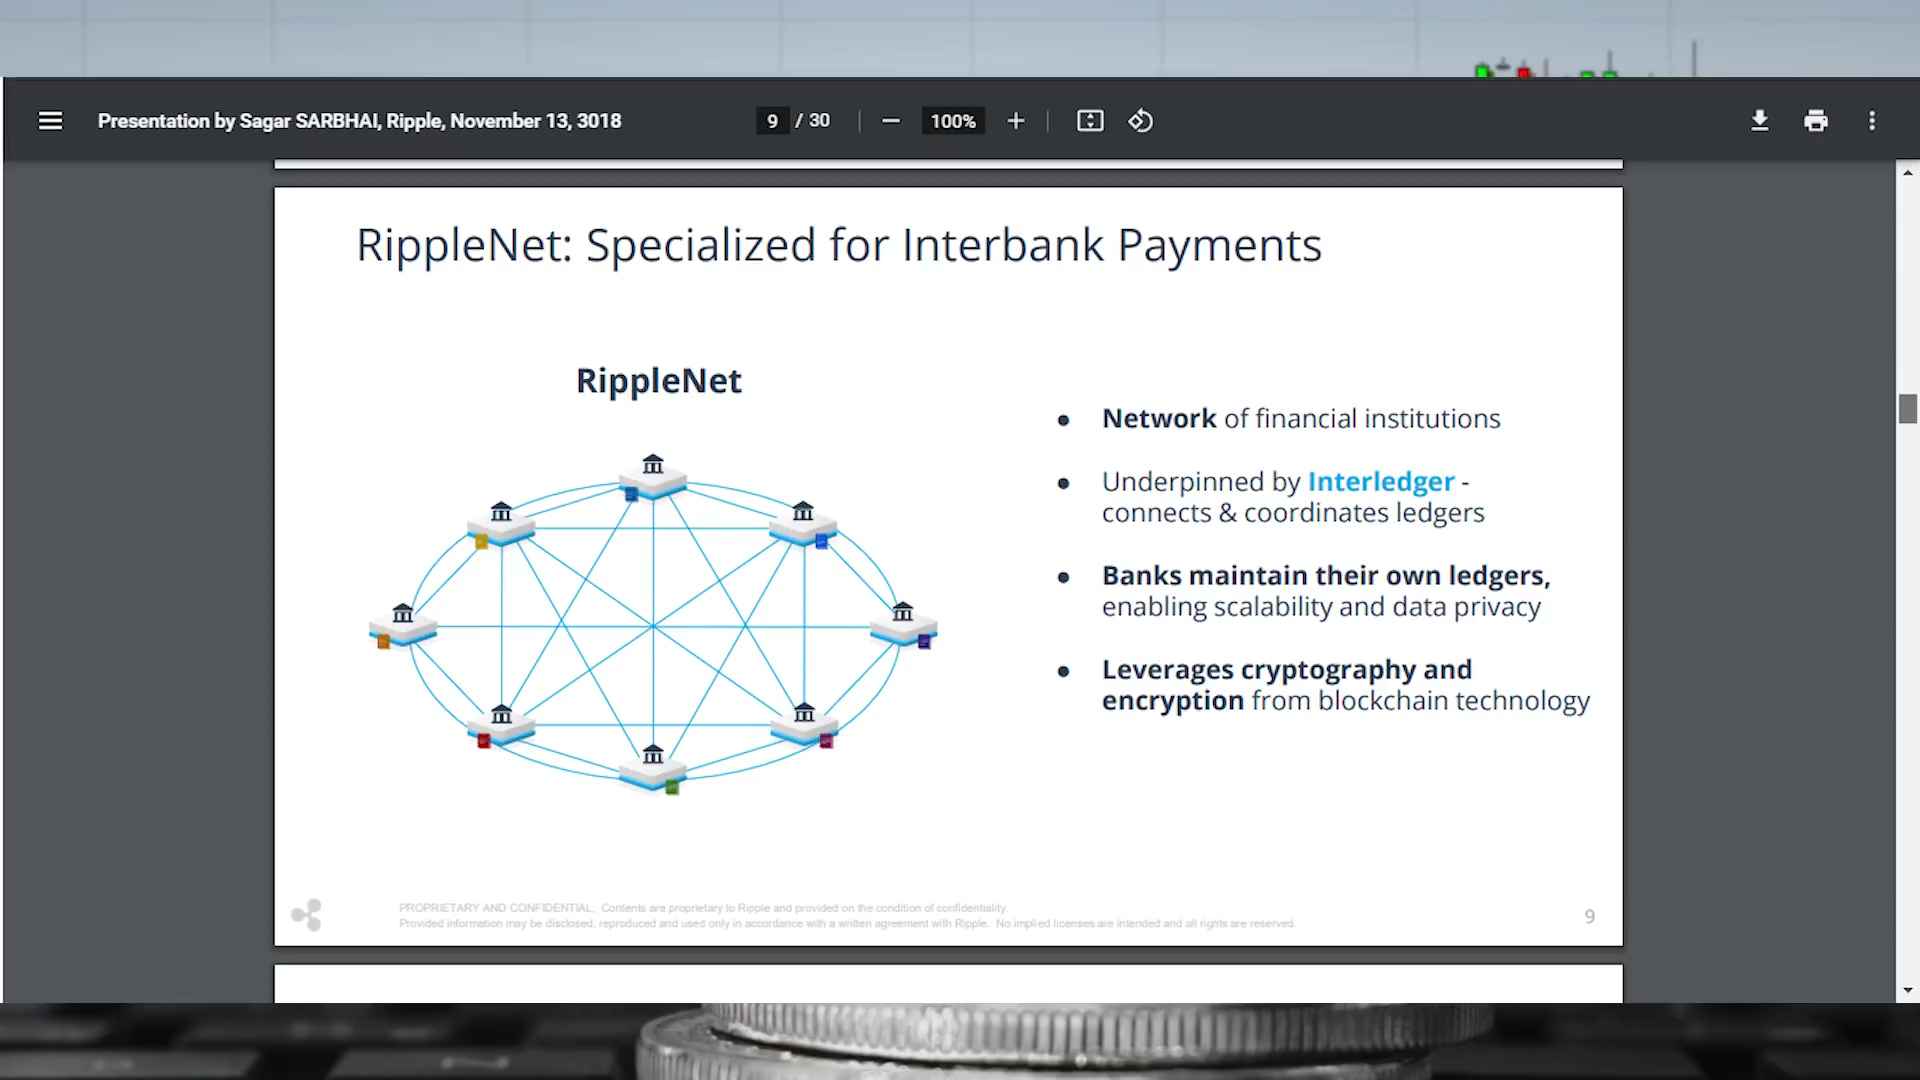 Presentation by Sagar SARBHAI, Ripple, November 13, 3018
9 / 30
100%
RippleNet: Specialized for Interbank Payments
RippleNet
● Network of financial institutions
● Underpinned by Interledger -
connects & coordinates ledgers
● Banks maintain their own ledgers,
enabling scalability and data privacy
● Leverages cryptography and
encryption from blockchain technology
PROPRIETARY AND CONFIDENTIAL; Contents are proprietary to Ripple and provided on the condition of confidentiality.
Provided information may be disclosed, reproduced and used only in accordance with a written agreement with Ripple. No implied licenses are intended and all rights are reserved.
9